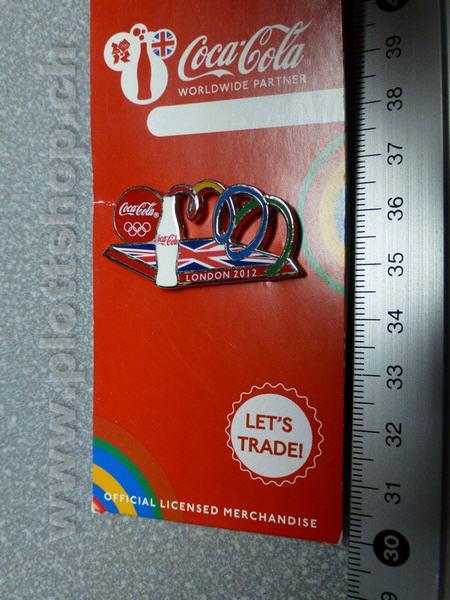 Coca-Cola
WORLDWIDE PARTNER
Coca-Cola
Coca-Cola
LONDON 2012
LET'S
TRADE!
OFFICIAL LICENSED MERCHANDISE
39
38
37
36
35
34
33
32
31
30
www.plottshop.ch